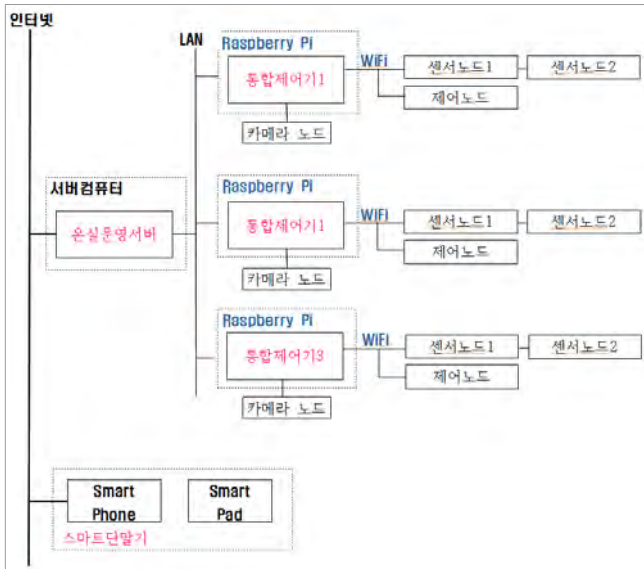 인터넷
LAN
Raspberry Pi
통합제어기1
WiFi
센서노드1
센서노드2
제어노드
카메라 노드
서버컴퓨터
온실운영서버
Raspberry Pi
통합제어기1
WiFi
센서노드1
센서노드2
제어노드
카메라 노드
Raspberry Pi
통합제어기3
WiFi
센서노드1
센서노드2
제어노드
카메라 노드
Smart
Phone
Smart
Pad
스마트단말기